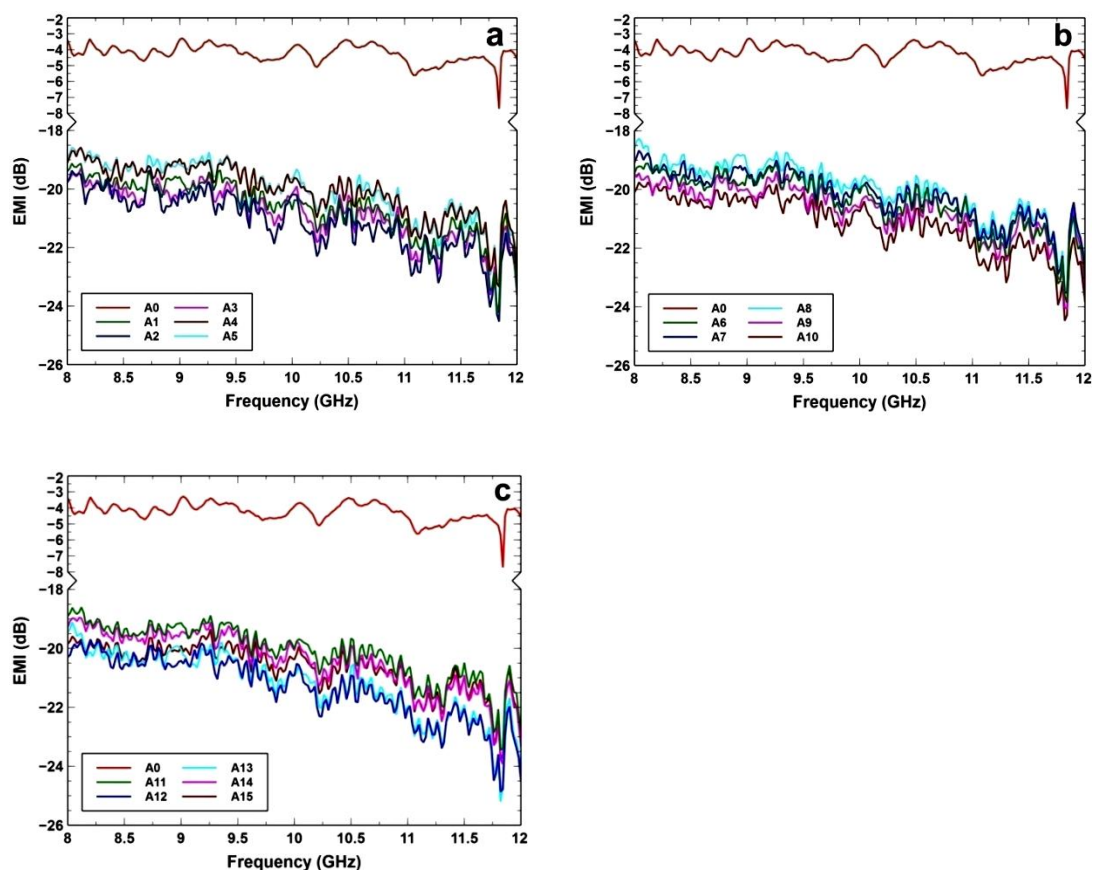 a
-2
-3
-4
-5
-6
-7
-8
-18
-20
-22
-24
-26
EMI (dB)
A0 A3
A1 A4
A2 A5
8 8.5 9 9.5 10 10.5 11 11.5 12
Frequency (GHz)
b
-2
-3
-4
-5
-6
-7
-8
-18
-20
-22
-24
-26
EMI (dB)
A0 A8
A6 A9
A7 A10
8 8.5 9 9.5 10 10.5 11 11.5 12
Frequency (GHz)
c
-2
-3
-4
-5
-6
-7
-8
-18
-20
-22
-24
-26
EMI (dB)
A0 A13
A11 A14
A12 A15
8 8.5 9 9.5 10 10.5 11 11.5 12
Frequency (GHz)